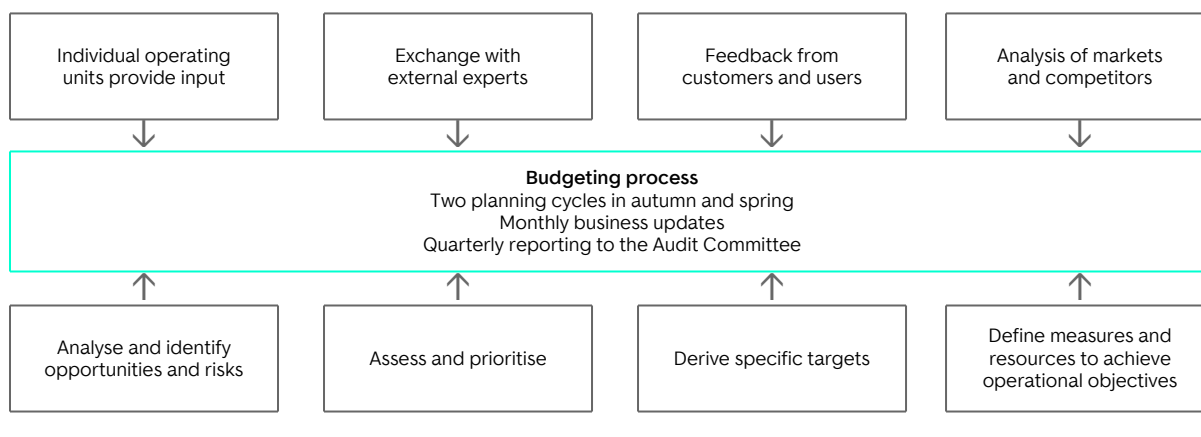 Individual operating
units provide input
Exchange with
external experts
Feedback from
customers and users
Analysis of markets
and competitors
Budgeting process
Two planning cycles in autumn and spring
Monthly business updates
Quarterly reporting to the Audit Committee
Analyse and identify
opportunities and risks
Assess and prioritise
Derive specific targets
Define measures and
resources to achieve
operational objectives